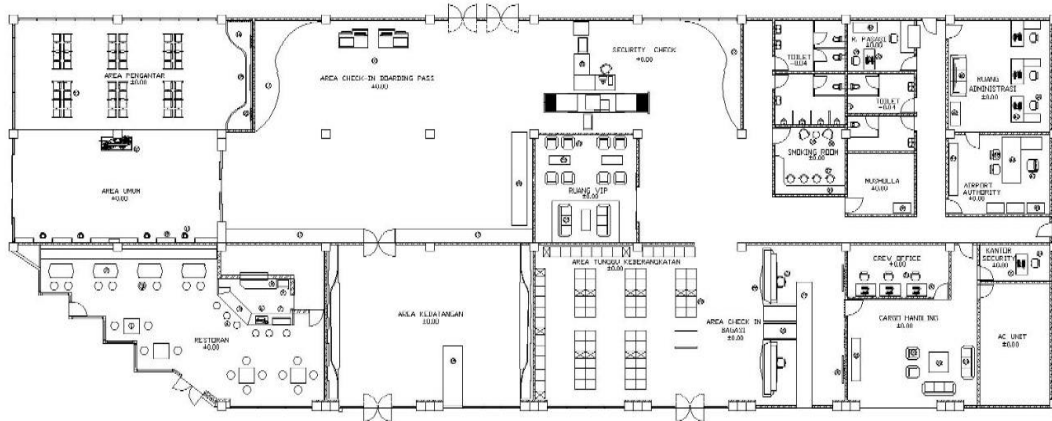 AREA PENGANTAR
±0.00
AREA CHECK-IN BOARDING PASS
±0.00
SECURITY CHECK
±0.00
TOILET
-0.04
±0.00
TOILET
-0.04
RUANG
ADMINISTRASI
±0.00
AREA UMUM
±0.00
RUANG VIP
±0.00
SMOKING ROOM
±0.00
MUSHOLLA
±0.00
AIRPORT
AUTHORITY
±0.00
AREA TUNGGU KEBERANGKATAN
±0.00
CREW OFFICE
±0.00
KANTOR
SECURITY
±0.00
RESTORAN
±0.00
AREA KEDATANGAN
±0.00
AREA CHECK IN
BAGASI
±0.00
CARGO HANDLING
±0.00
AC UNIT
±0.00